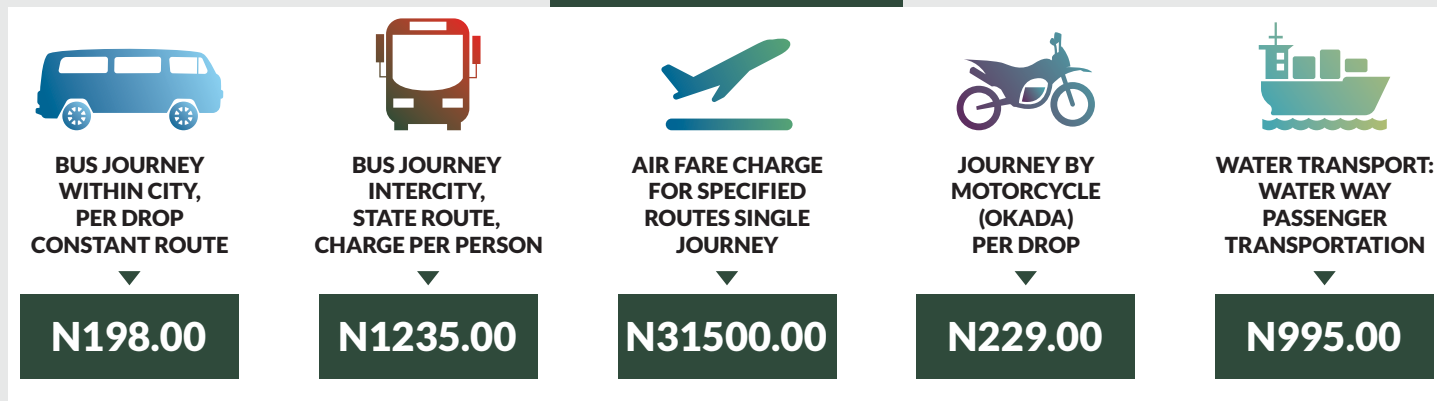 BUS JOURNEY
WITHIN CITY,
PER DROP
CONSTANT ROUTE
N198.00
BUS JOURNEY
INTERCITY,
STATE ROUTE,
CHARGE PER PERSON
N1235.00
AIR FARE CHARGE
FOR SPECIFIED
ROUTES SINGLE
JOURNEY
N31500.00
JOURNEY BY
MOTORCYCLE
(OKADA)
PER DROP
N229.00
WATER TRANSPORT:
WATER WAY
PASSENGER
TRANSPORTATION
N995.00